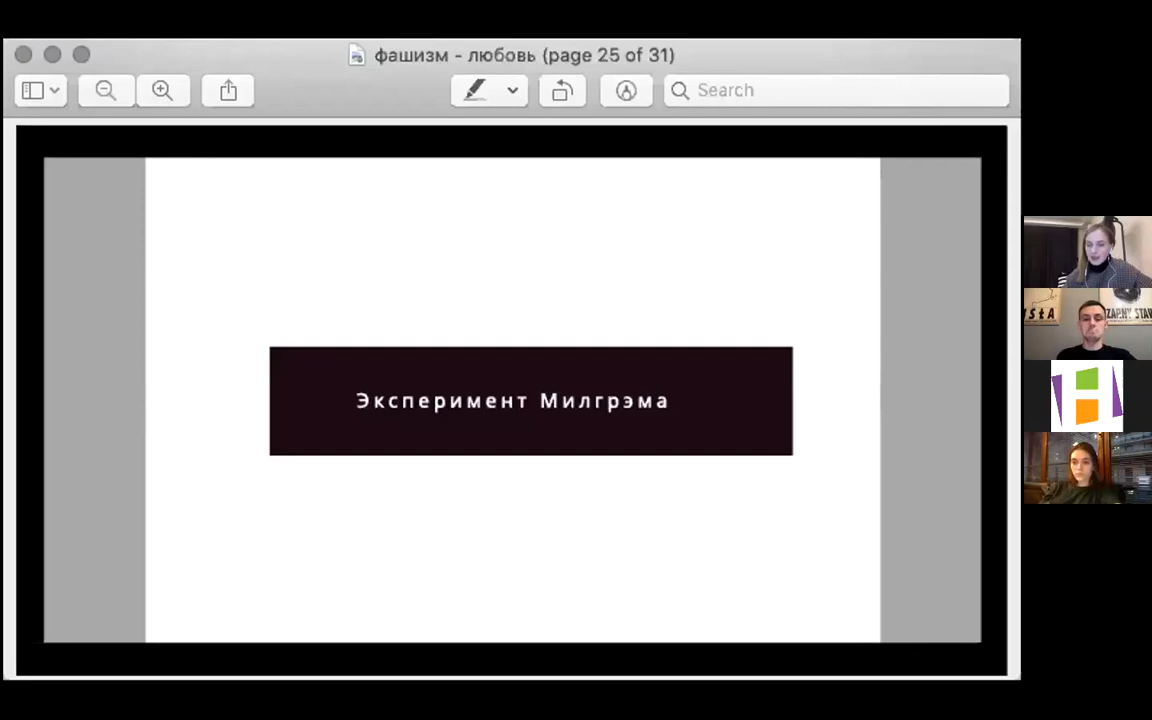 фашизм - любовь (page 25 of 31)
Search
Эксперимент Милгрэма